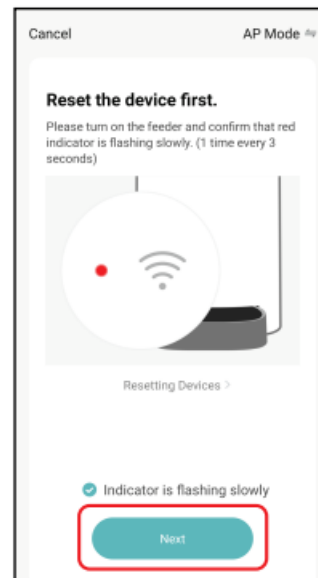 Cancel
AP Mode
Reset the device first.
Please turn on the feeder and confirm that red
indicator is flashing slowly. (1 time every 3
seconds)
Resetting Devices >
Indicator is flashing slowly
Next